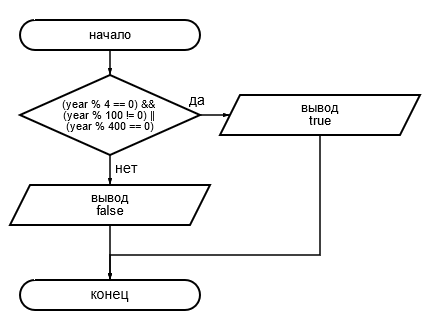 начало
(year % 4 == 0) &&
(year % 100 != 0) ||
(year % 400 == 0)
да
вывод
true
нет
вывод
false
конец